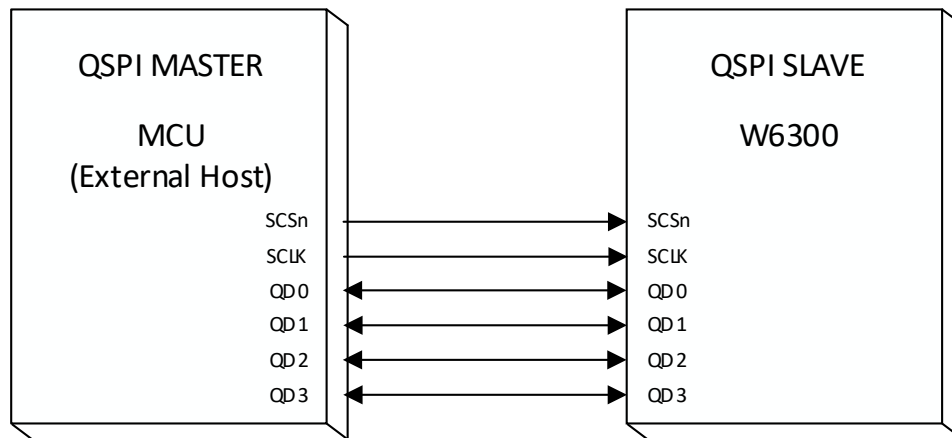 QSPI MASTER
MCU
(External Host)
SCSn
SCLK
QD0
QD1
QD2
QD3
QSPI SLAVE
W6300
SCSn
SCLK
QD0
QD1
QD2
QD3